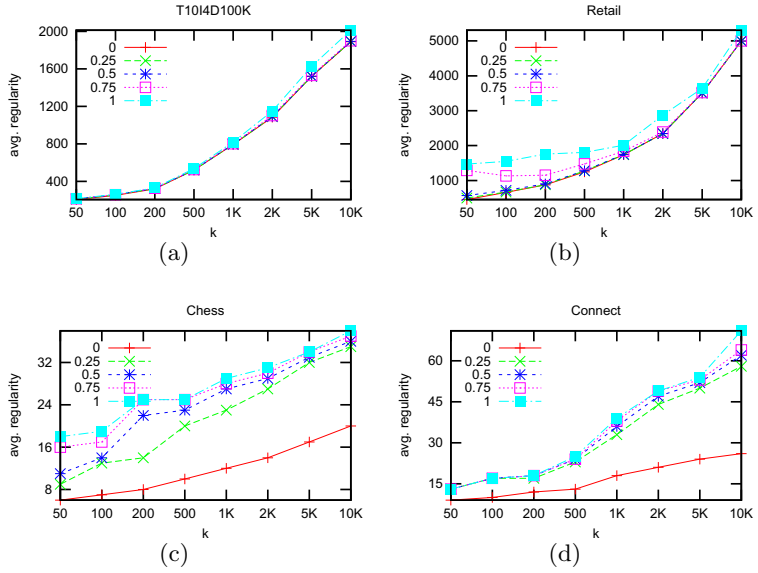 T10I4D100K
avg. regularity
2000
1600
1200
800
400
0
0.25
0.5
0.75
1
50 100 200 500 1K 2K 5K 10K
k
(a)
Retail
avg. regularity
5000
4000
3000
2000
1000
0
0.25
0.5
0.75
1
50 100 200 500 1K 2K 5K 10K
k
(b)
Chess
avg. regularity
32
24
16
8
0
0.25
0.5
0.75
1
50 100 200 500 1K 2K 5K 10K
k
(c)
Connect
avg. regularity
60
45
30
15
0
0.25
0.5
0.75
1
50 100 200 500 1K 2K 5K 10K
k
(d)